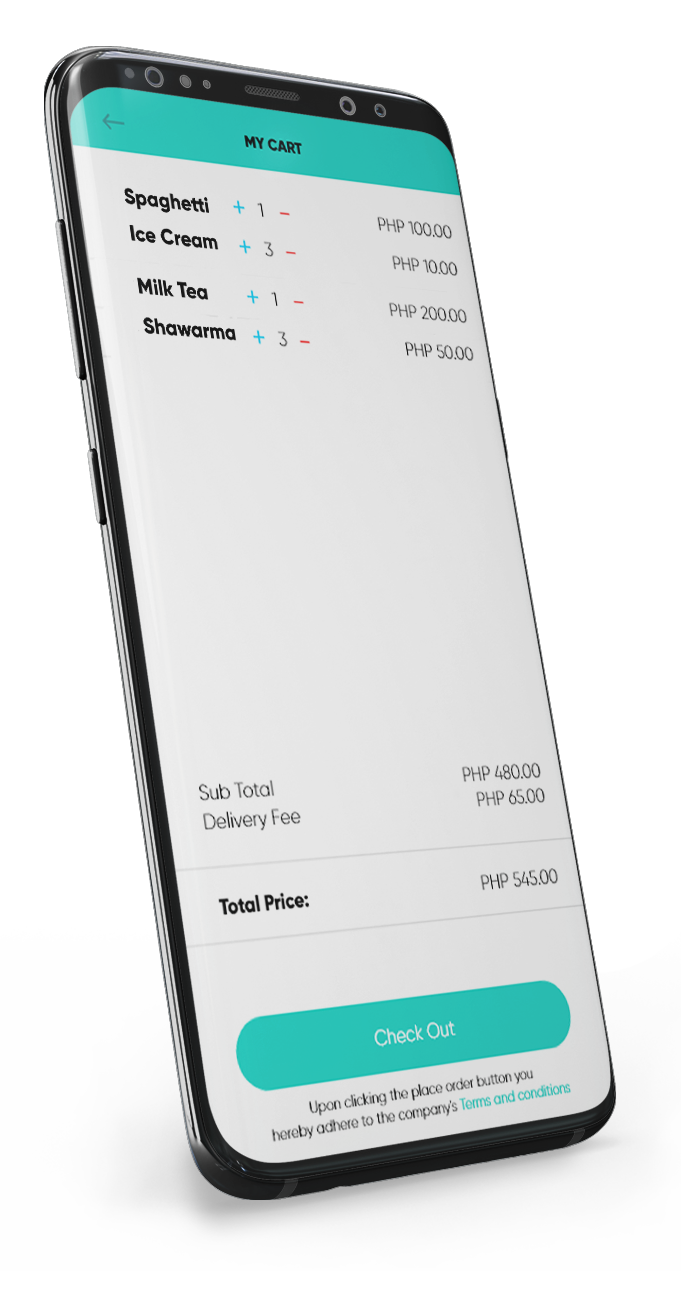 MY CART
Spaghetti + 1 − PHP 100.00
Ice Cream + 3 − PHP 10.00
Milk Tea + 1 − PHP 200.00
Shawarma + 3 − PHP 50.00
Sub Total PHP 480.00
Delivery Fee PHP 65.00
Total Price: PHP 545.00
Check Out
Upon clicking the place order button you
hereby adhere to the company's Terms and conditions